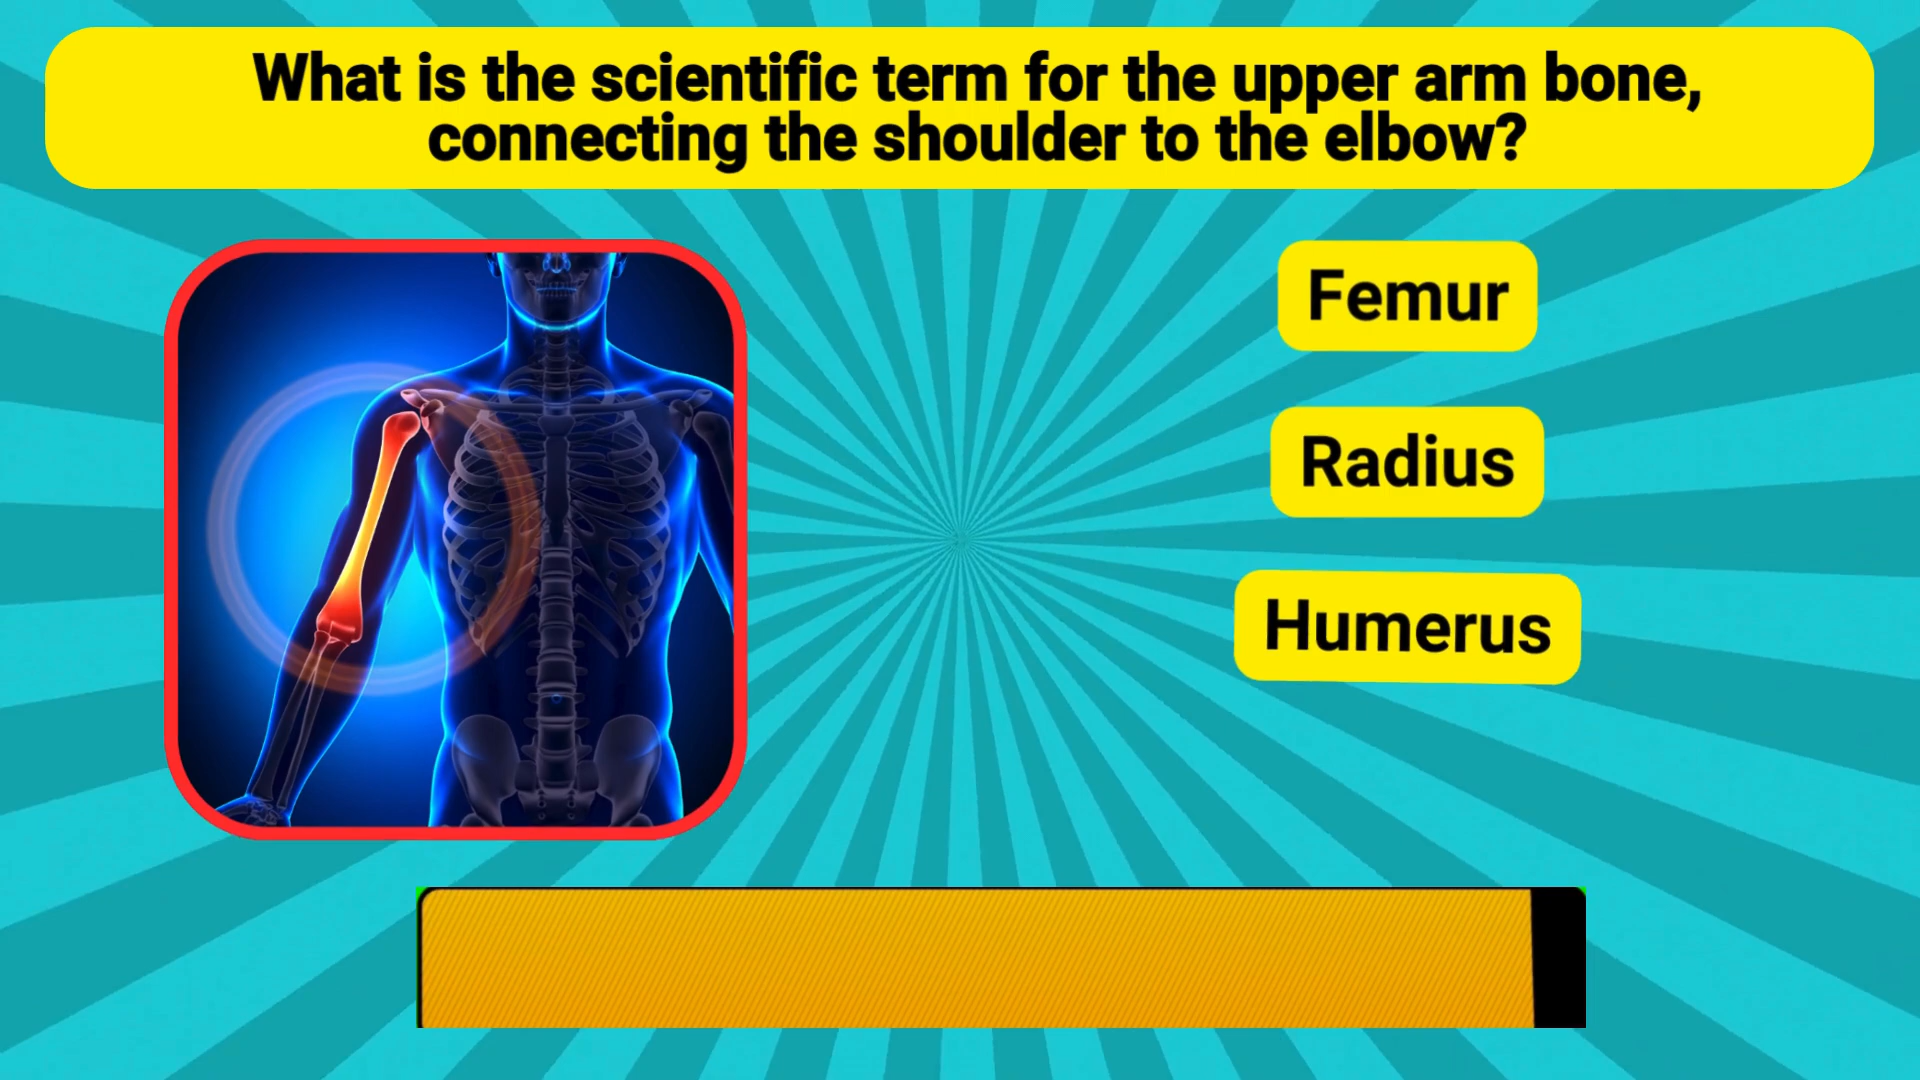 What is the scientific term for the upper arm bone,
connecting the shoulder to the elbow?
Femur
Radius
Humerus